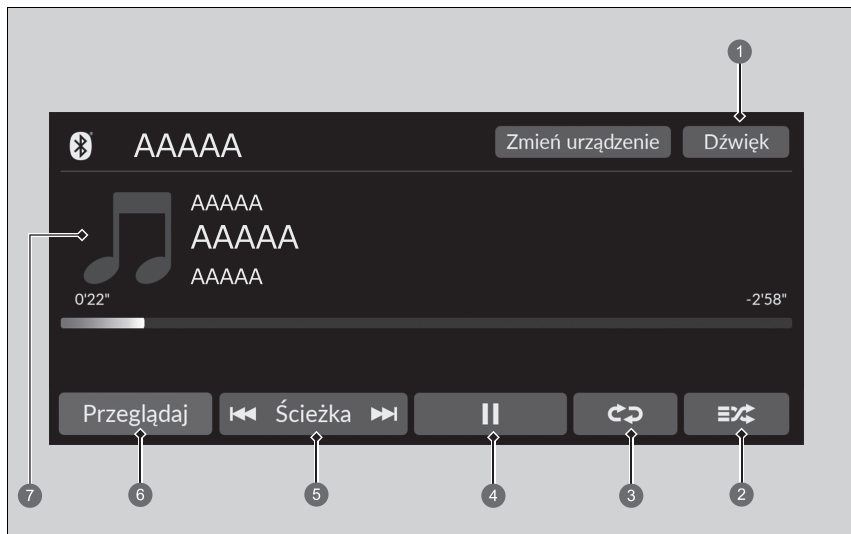 1
AAAAA Zmień urządzenie Dźwięk
AAAAA
AAAAA
AAAAA
0'22" -2'58"
Przeglądaj Ścieżka
7 6 5 4 3 2